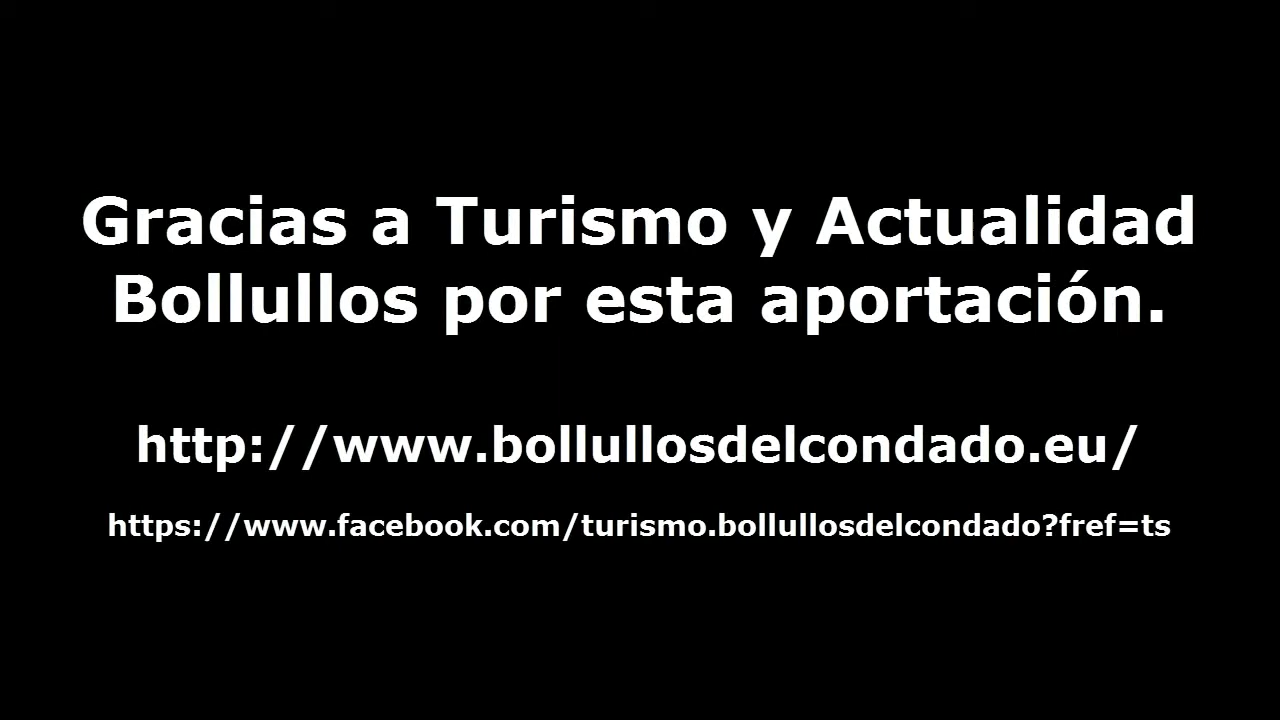 Gracias a Turismo y Actualidad
Bollullos por esta aportación.
http://www.bollullosdelcondado.eu/
https://www.facebook.com/turismo.bollullosdelcondado?fref=ts